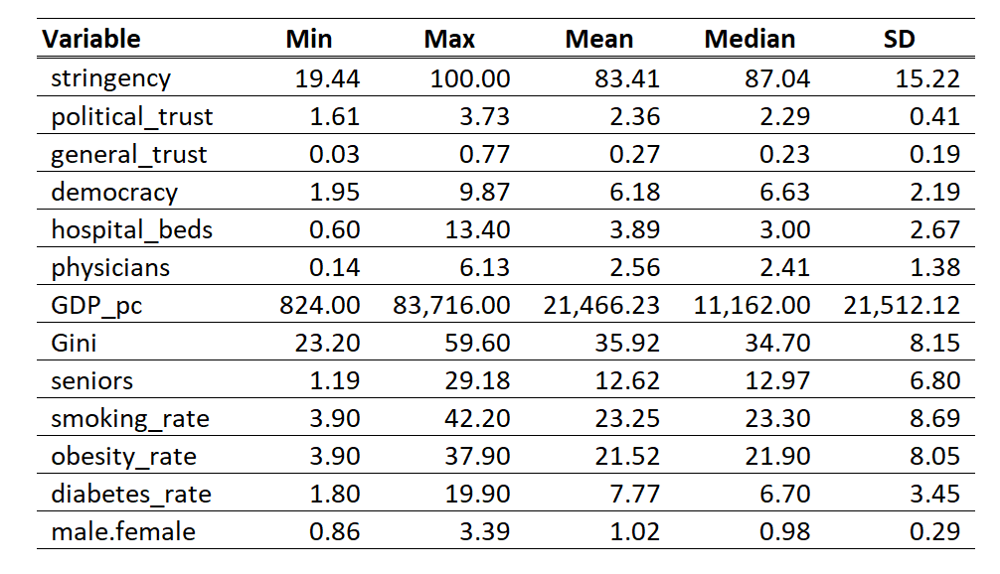 Variable Min Max Mean Median SD
stringency 19.44 100.00 83.41 87.04 15.22
political_trust 1.61 3.73 2.36 2.29 0.41
general_trust 0.03 0.77 0.27 0.23 0.19
democracy 1.95 9.87 6.18 6.63 2.19
hospital_beds 0.60 13.40 3.89 3.00 2.67
physicians 0.14 6.13 2.56 2.41 1.38
GDP_pc 824.00 83,716.00 21,466.23 11,162.00 21,512.12
Gini 23.20 59.60 35.92 34.70 8.15
seniors 1.19 29.18 12.62 12.97 6.80
smoking_rate 3.90 42.20 23.25 23.30 8.69
obesity_rate 3.90 37.90 21.52 21.90 8.05
diabetes_rate 1.80 19.90 7.77 6.70 3.45
male.female 0.86 3.39 1.02 0.98 0.29